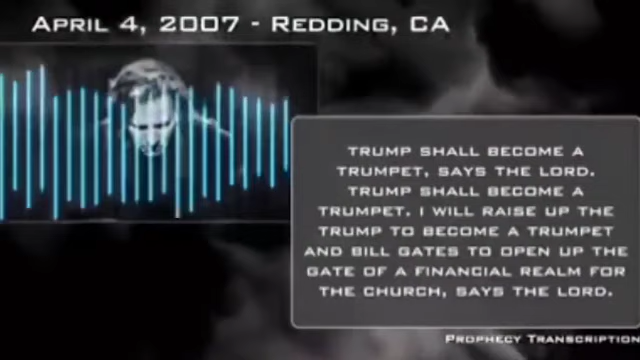 April 4, 2007 - Redding, CA
TRUMP SHALL BECOME A
TRUMPET, SAYS THE LORD.
TRUMP SHALL BECOME A
TRUMPET. I WILL RAISE UP THE
TRUMP TO BECOME A TRUMPET
AND BILL GATES TO OPEN UP THE
GATE OF A FINANCIAL REALM FOR
THE CHURCH, SAYS THE LORD.
Prophecy Transcription